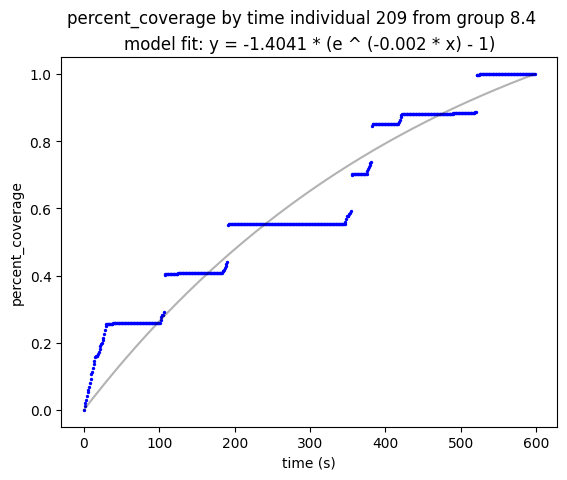 percent_coverage by time individual 209 from group 8.4
model fit: y = -1.4041 * (e ^ (-0.002 * x) - 1)
1.0
0.8
0.6
0.4
0.2
0.0
percent_coverage
0 100 200 300 400 500 600
time (s)